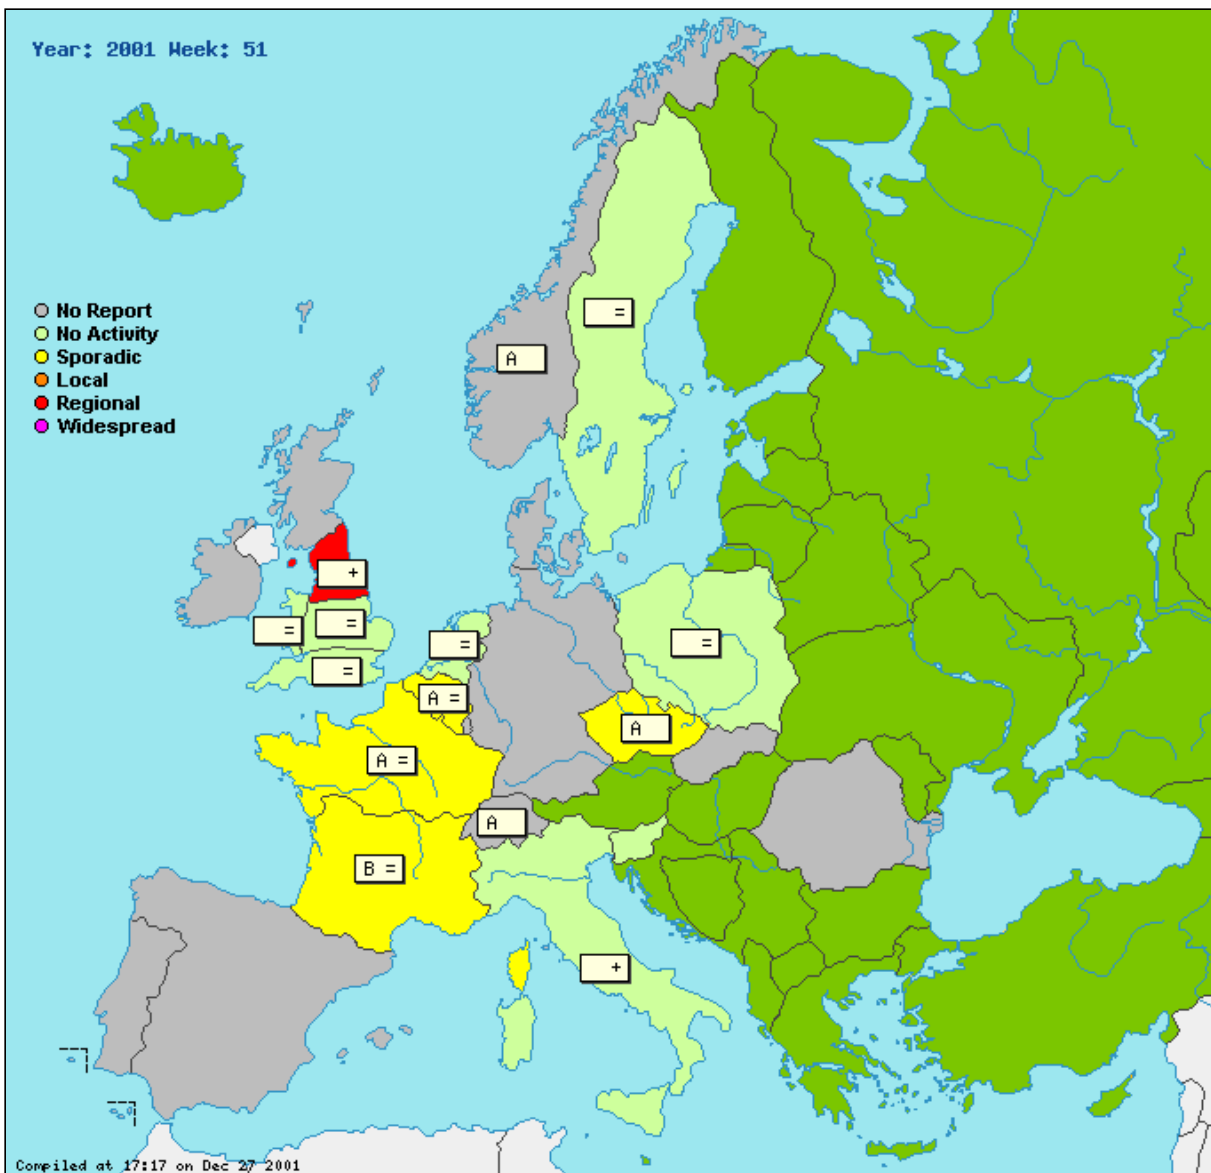 Year: 2001 Week: 51
No Report
No Activity
Sporadic
Local
Regional
Widespread
=
A
+
=
=
=
=
=
A =
A
A =
A
B =
+
Compiled at 17:17 on Dec 27 2001